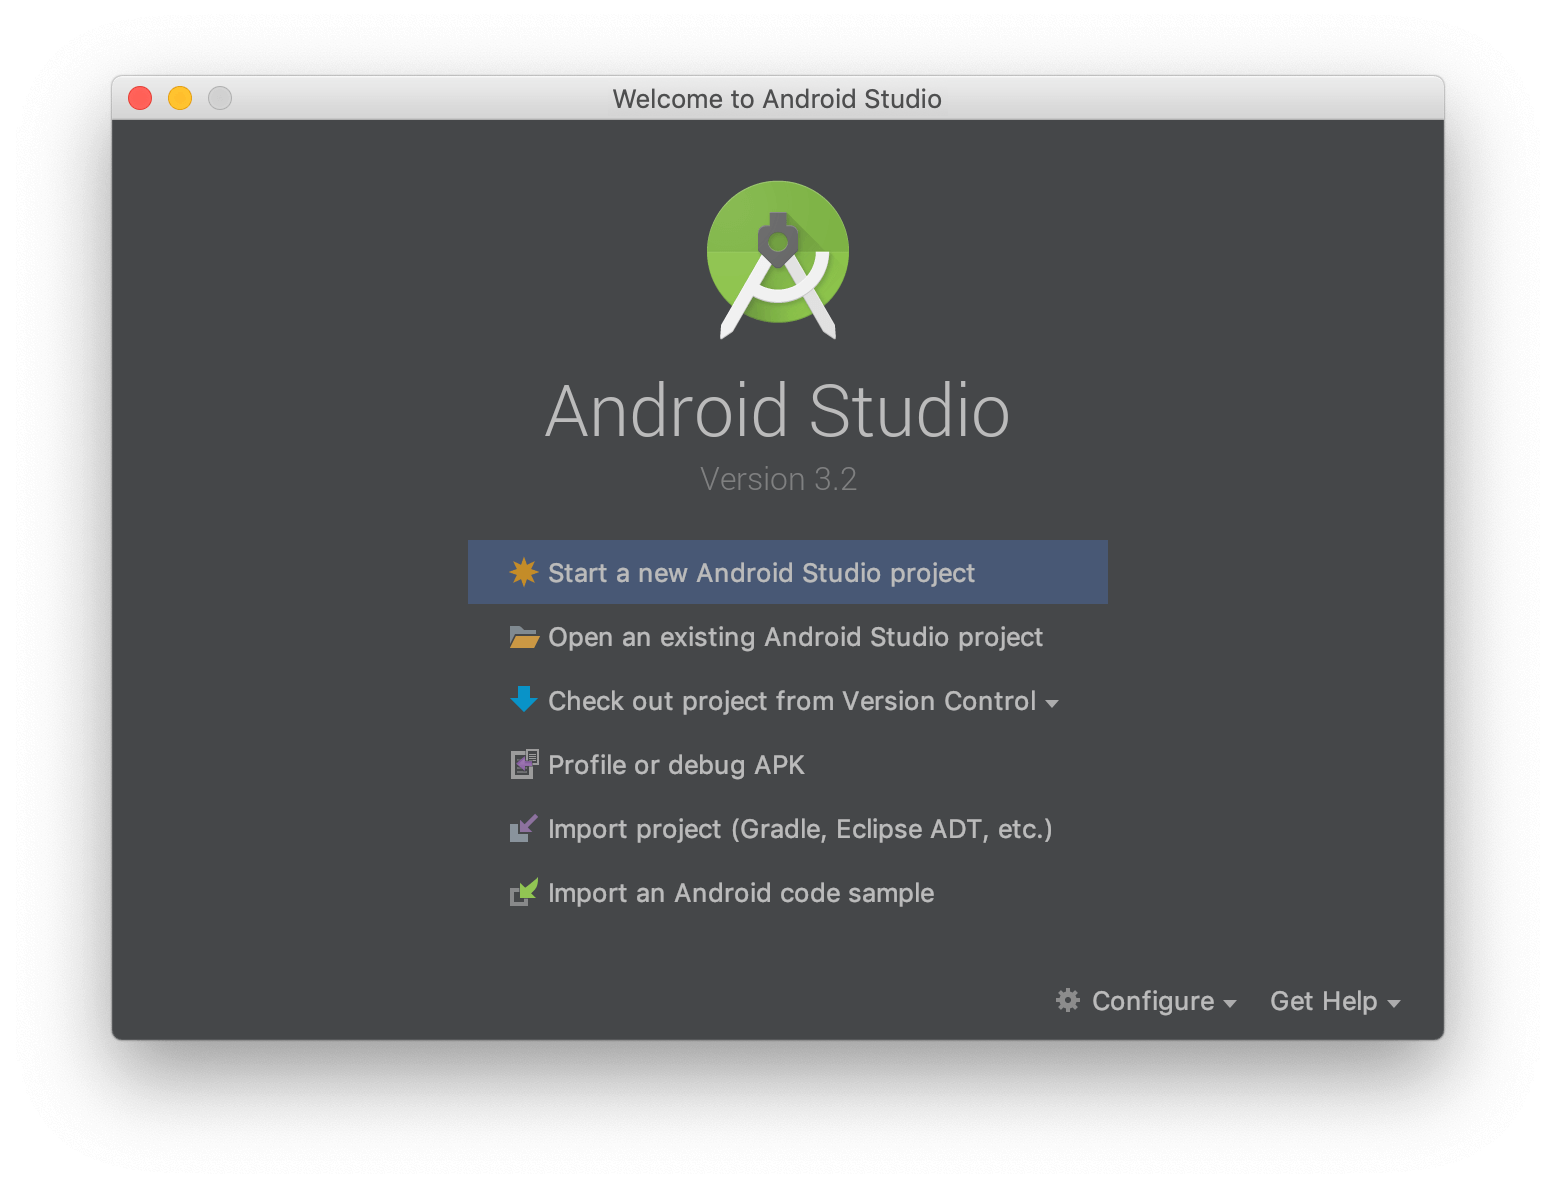 Welcome to Android Studio
Android Studio
Version 3.2
Start a new Android Studio project
Open an existing Android Studio project
Check out project from Version Control
Profile or debug APK
Import project (Gradle, Eclipse ADT, etc.)
Import an Android code sample
Configure
Get Help